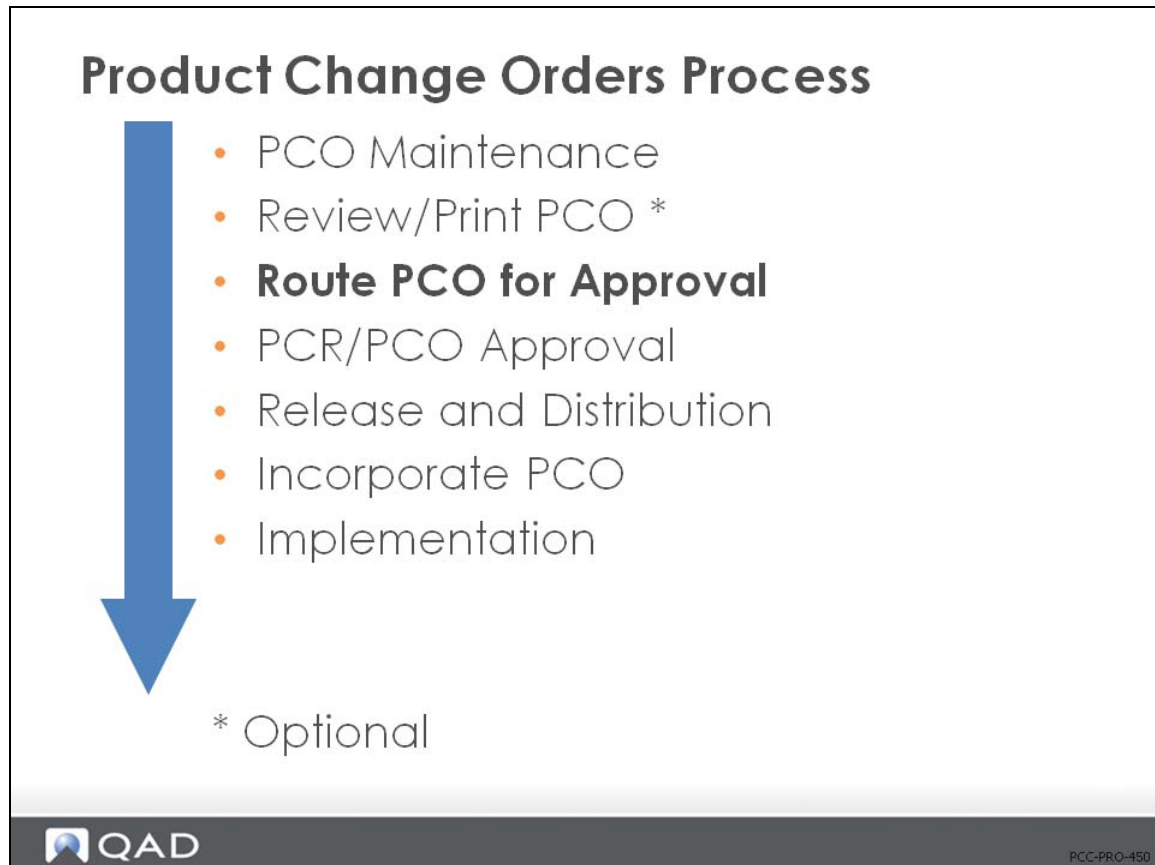 Product Change Orders Process
• PCO Maintenance
• Review/Print PCO *
• Route PCO for Approval
• PCR/PCO Approval
• Release and Distribution
• Incorporate PCO
• Implementation
* Optional
QAD
PCC-PRO-450